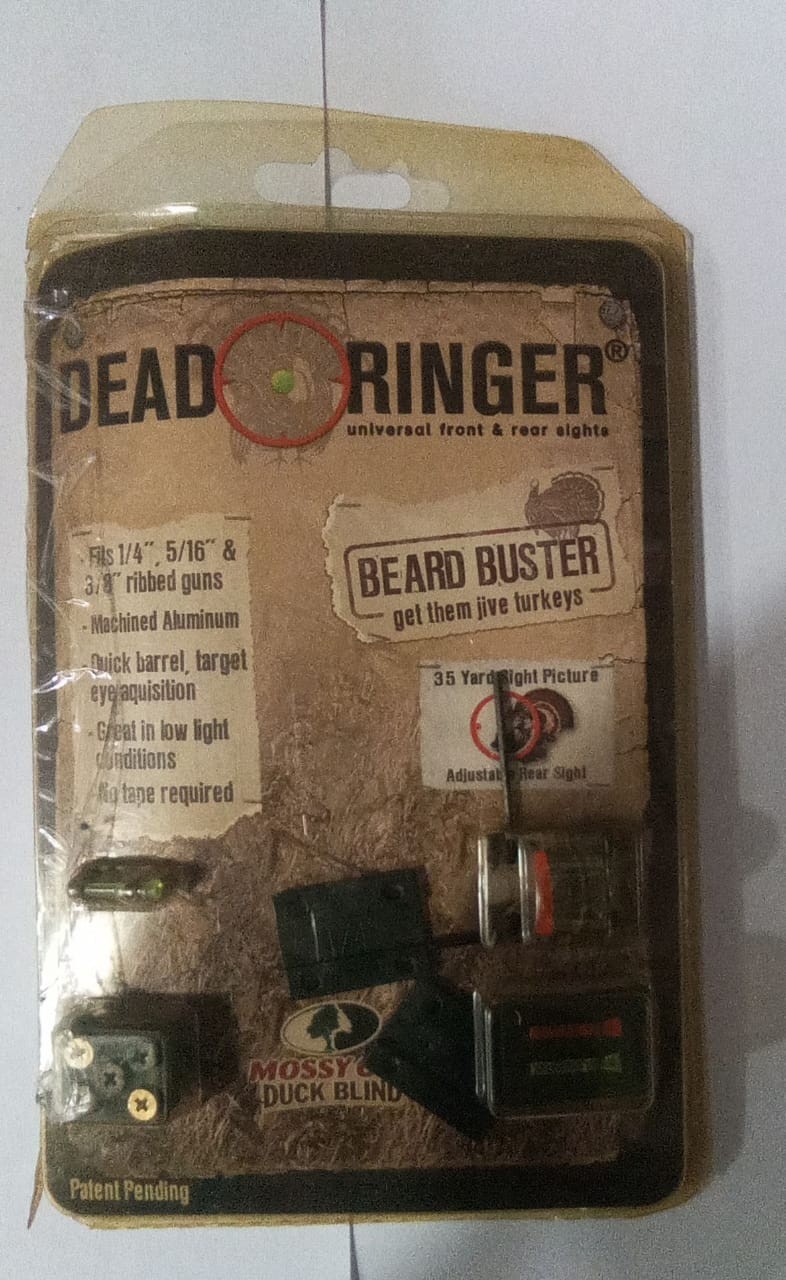 DEAD RINGER®
universal front & rear sights
- Fits 1/4", 5/16" &
3/8" ribbed guns
- Machined Aluminum
- Quick barrel, target
eye aquisition
- Great in low light
conditions
- No tape required
BEARD BUSTER
get them jive turkeys
35 Yard Sight Picture
Adjustable Rear Sight
MOSSY
DUCK BLIND
Patent Pending